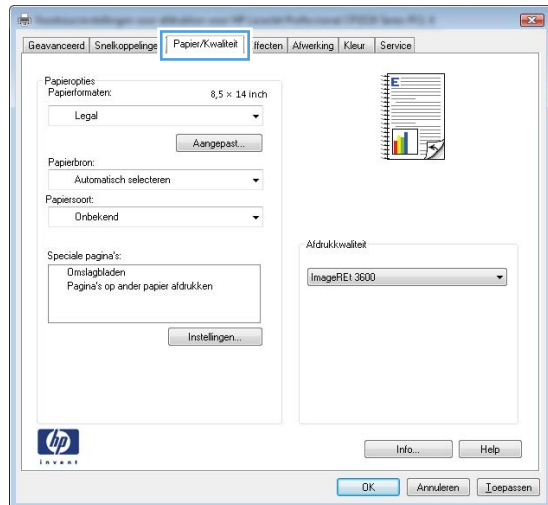 Geavanceerd Snelkoppelinge Papier/Kwaliteit ffecten Afwerking Kleur Service
Papieropties
Papierformaten: 8,5 × 14 inch
Legal
Aangepast...
Papierbron:
Automatisch selecteren
Papiersoort:
Onbekend
Speciale pagina's:
Omslagbladen
Pagina's op ander papier afdrukken
Instellingen...
E
Afdrukkwaliteit
ImageREt 3600
hp
invent
Info... Help
OK Annuleren Toepassen